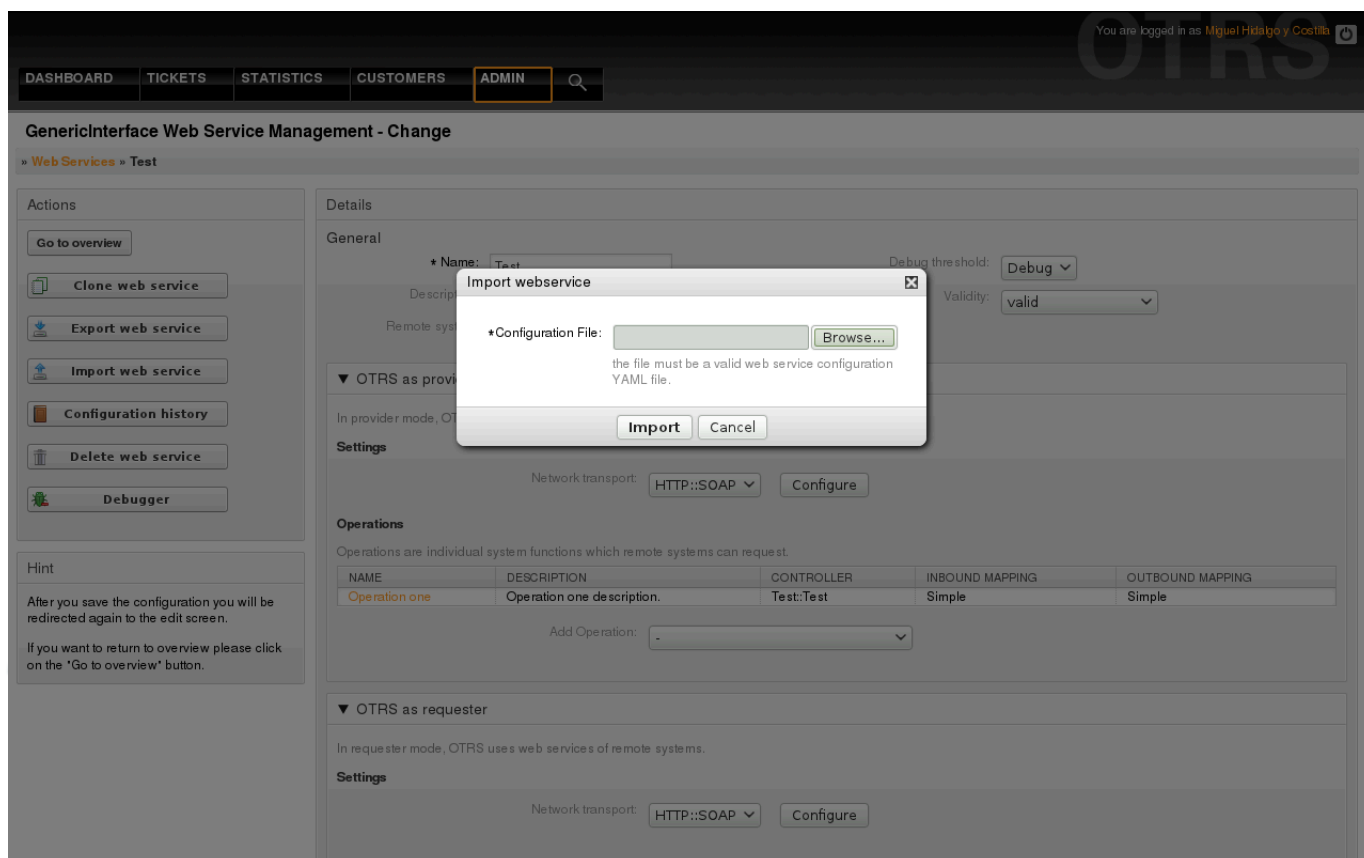 OTRS
You are logged in as Miguel Hidalgo y Costilla
DASHBOARD TICKETS STATISTICS CUSTOMERS ADMIN
GenericInterface Web Service Management - Change
» Web Services » Test
Actions
Go to overview
Clone web service
Export web service
Import web service
Configuration history
Delete web service
Debugger
Hint
After you save the configuration you will be
redirected again to the edit screen.
If you want to return to overview please click
on the "Go to overview" button.
Details
General
* Name: Test
Debug threshold: Debug
Descrip
Validity: valid
Remote syst
Import webservice
*Configuration File: Browse...
the file must be a valid web service configuration
YAML file.
Import Cancel
▼ OTRS as provi
In provider mode, OT
Settings
Network transport: HTTP::SOAP Configure
Operations
Operations are individual system functions which remote systems can request.
NAME DESCRIPTION CONTROLLER INBOUND MAPPING OUTBOUND MAPPING
Operation one Operation one description. Test::Test Simple Simple
Add Operation: -
▼ OTRS as requester
In requester mode, OTRS uses web services of remote systems.
Settings
Network transport: HTTP::SOAP Configure